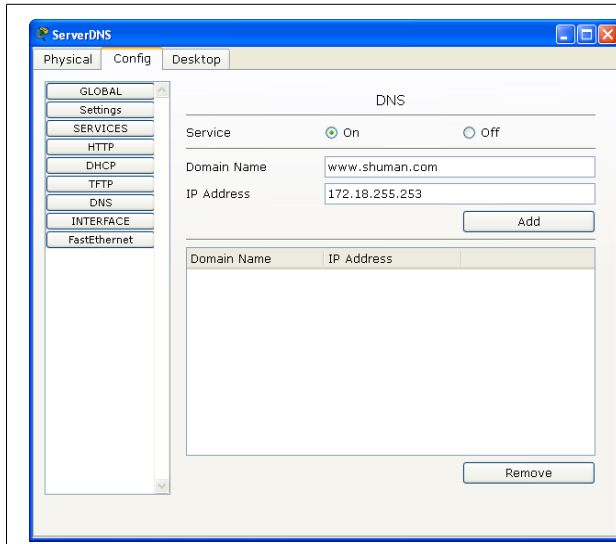 ServerDNS
Physical Config Desktop
GLOBAL
Settings
SERVICES
HTTP
DHCP
TFTP
DNS
INTERFACE
FastEthernet
DNS
Service On Off
Domain Name www.shuman.com
IP Address 172.18.255.253
Add
Domain Name IP Address
Remove